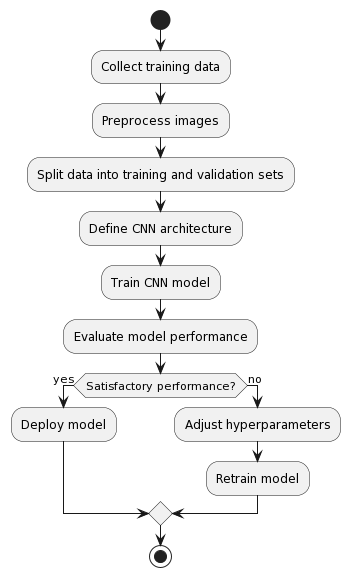 Collect training data
Preprocess images
Split data into training and validation sets
Define CNN architecture
Train CNN model
Evaluate model performance
yes
Satisfactory performance?
no
Deploy model
Adjust hyperparameters
Retrain model